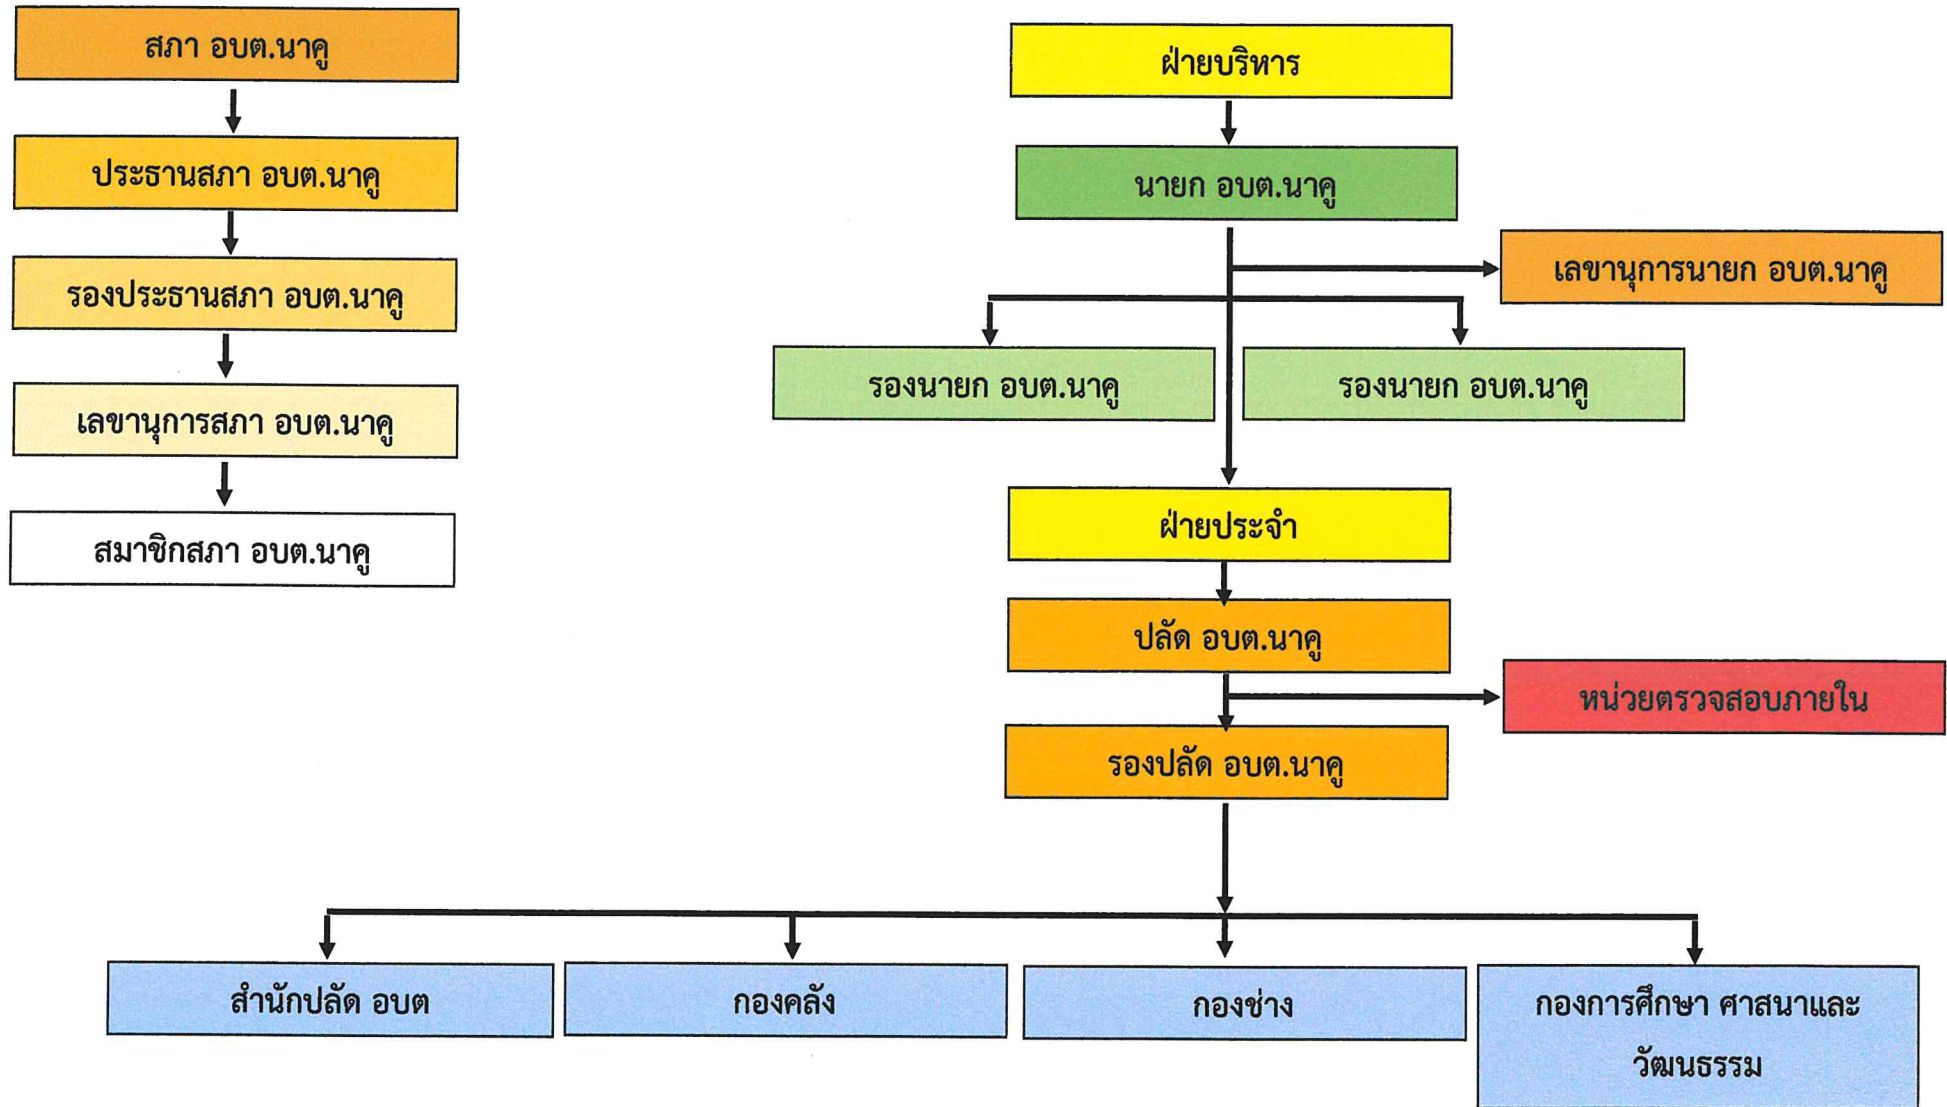 สภา อบต.นาคู
ประธานสภา อบต.นาคู
รองประธานสภา อบต.นาคู
เลขานุการสภา อบต.นาคู
สมาชิกสภา อบต.นาคู
ฝ่ายบริหาร
นายก อบต.นาคู
เลขานุการนายก อบต.นาคู
รองนายก อบต.นาคู
รองนายก อบต.นาคู
ฝ่ายประจำ
ปลัด อบต.นาคู
หน่วยตรวจสอบภายใน
รองปลัด อบต.นาคู
สำนักปลัด อบต
กองคลัง
กองช่าง
กองการศึกษา ศาสนาและ
วัฒนธรรม